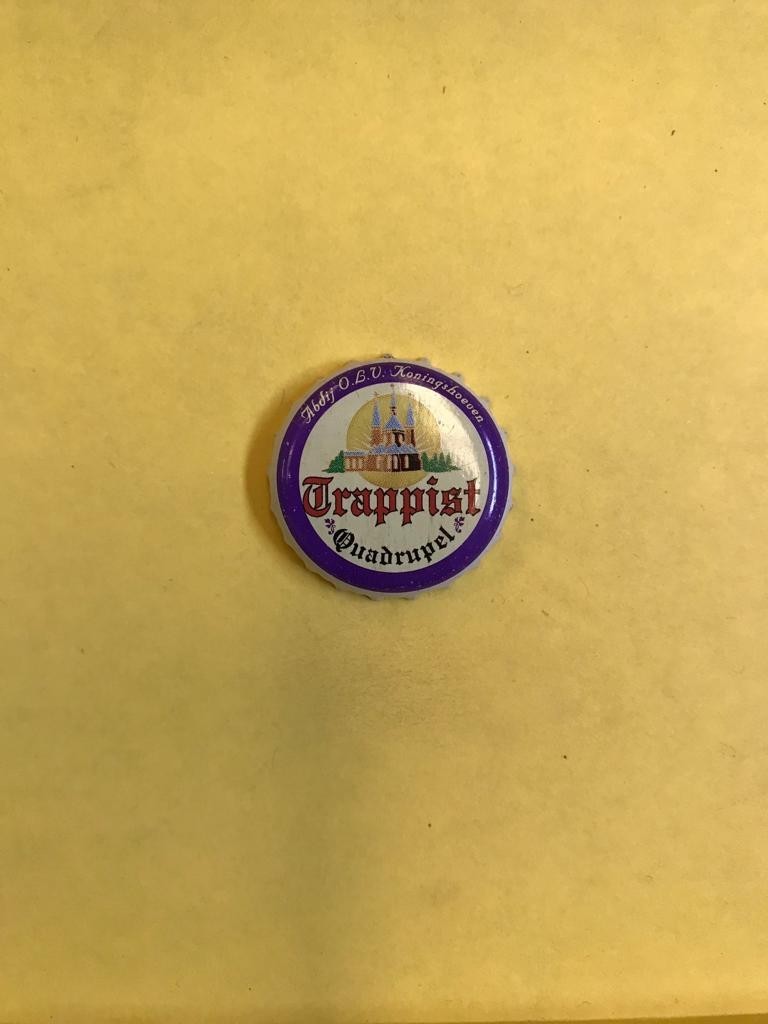 Abdij O.L.V. Koningshoeven
Trappist
Quadrupel